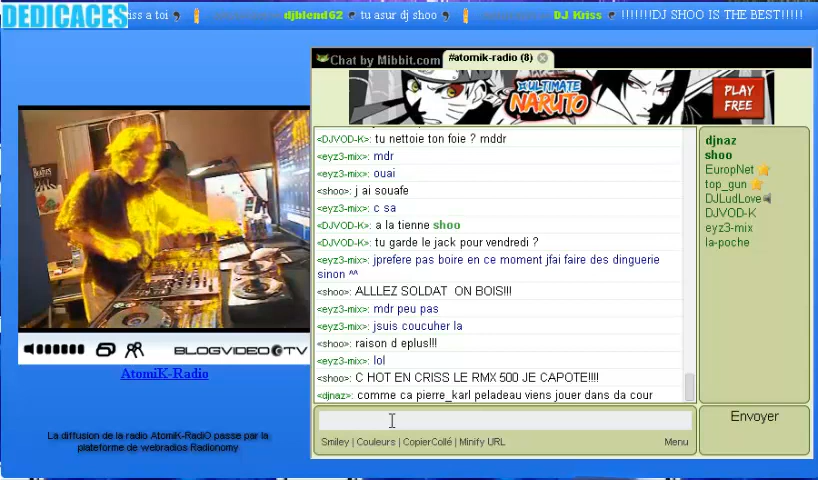 DEDICACES iss a toi djblend62 tu asur dj shoo DJ Kriss !!!!!!!DJ SHOO IS THE BEST!!!!!
Chat by Mibbit.com #atomik-radio (8)
ULTIMATE
NARUTO
PLAY
FREE
<DJVOD-K>: tu nettoie ton foie ? mddr
<eyz3-mix>: mdr
<eyz3-mix>: ouai
<shoo>: j ai souafe
<eyz3-mix>: c sa
<DJVOD-K>: a la tienne shoo
<DJVOD-K>: tu garde le jack pour vendredi ?
<eyz3-mix>: jprefere pas boire en ce moment jfai faire des dinguerie
sinon ^^
<shoo>: ALLLEZ SOLDAT ON BOIS!!!
<eyz3-mix>: mdr peu pas
<eyz3-mix>: jsuis coucuher la
<shoo>: raison d eplus!!!
<eyz3-mix>: lol
<shoo>: C HOT EN CRISS LE RMX 500 JE CAPOTE!!!!
<djnaz>: comme ca pierre_karl peladeau viens jouer dans da cour
djnaz
shoo
EuropNet
top_gun
DJLudLove
DJVOD-K
eyz3-mix
la-poche
Envoyer
Smiley | Couleurs | CopierCollé | Minify URL
Menu
BLOGVIDEO TV
AtomiK-Radio
La diffusion de la radio AtomiK-RadiO passe par la
plateforme de webradios Radionomy